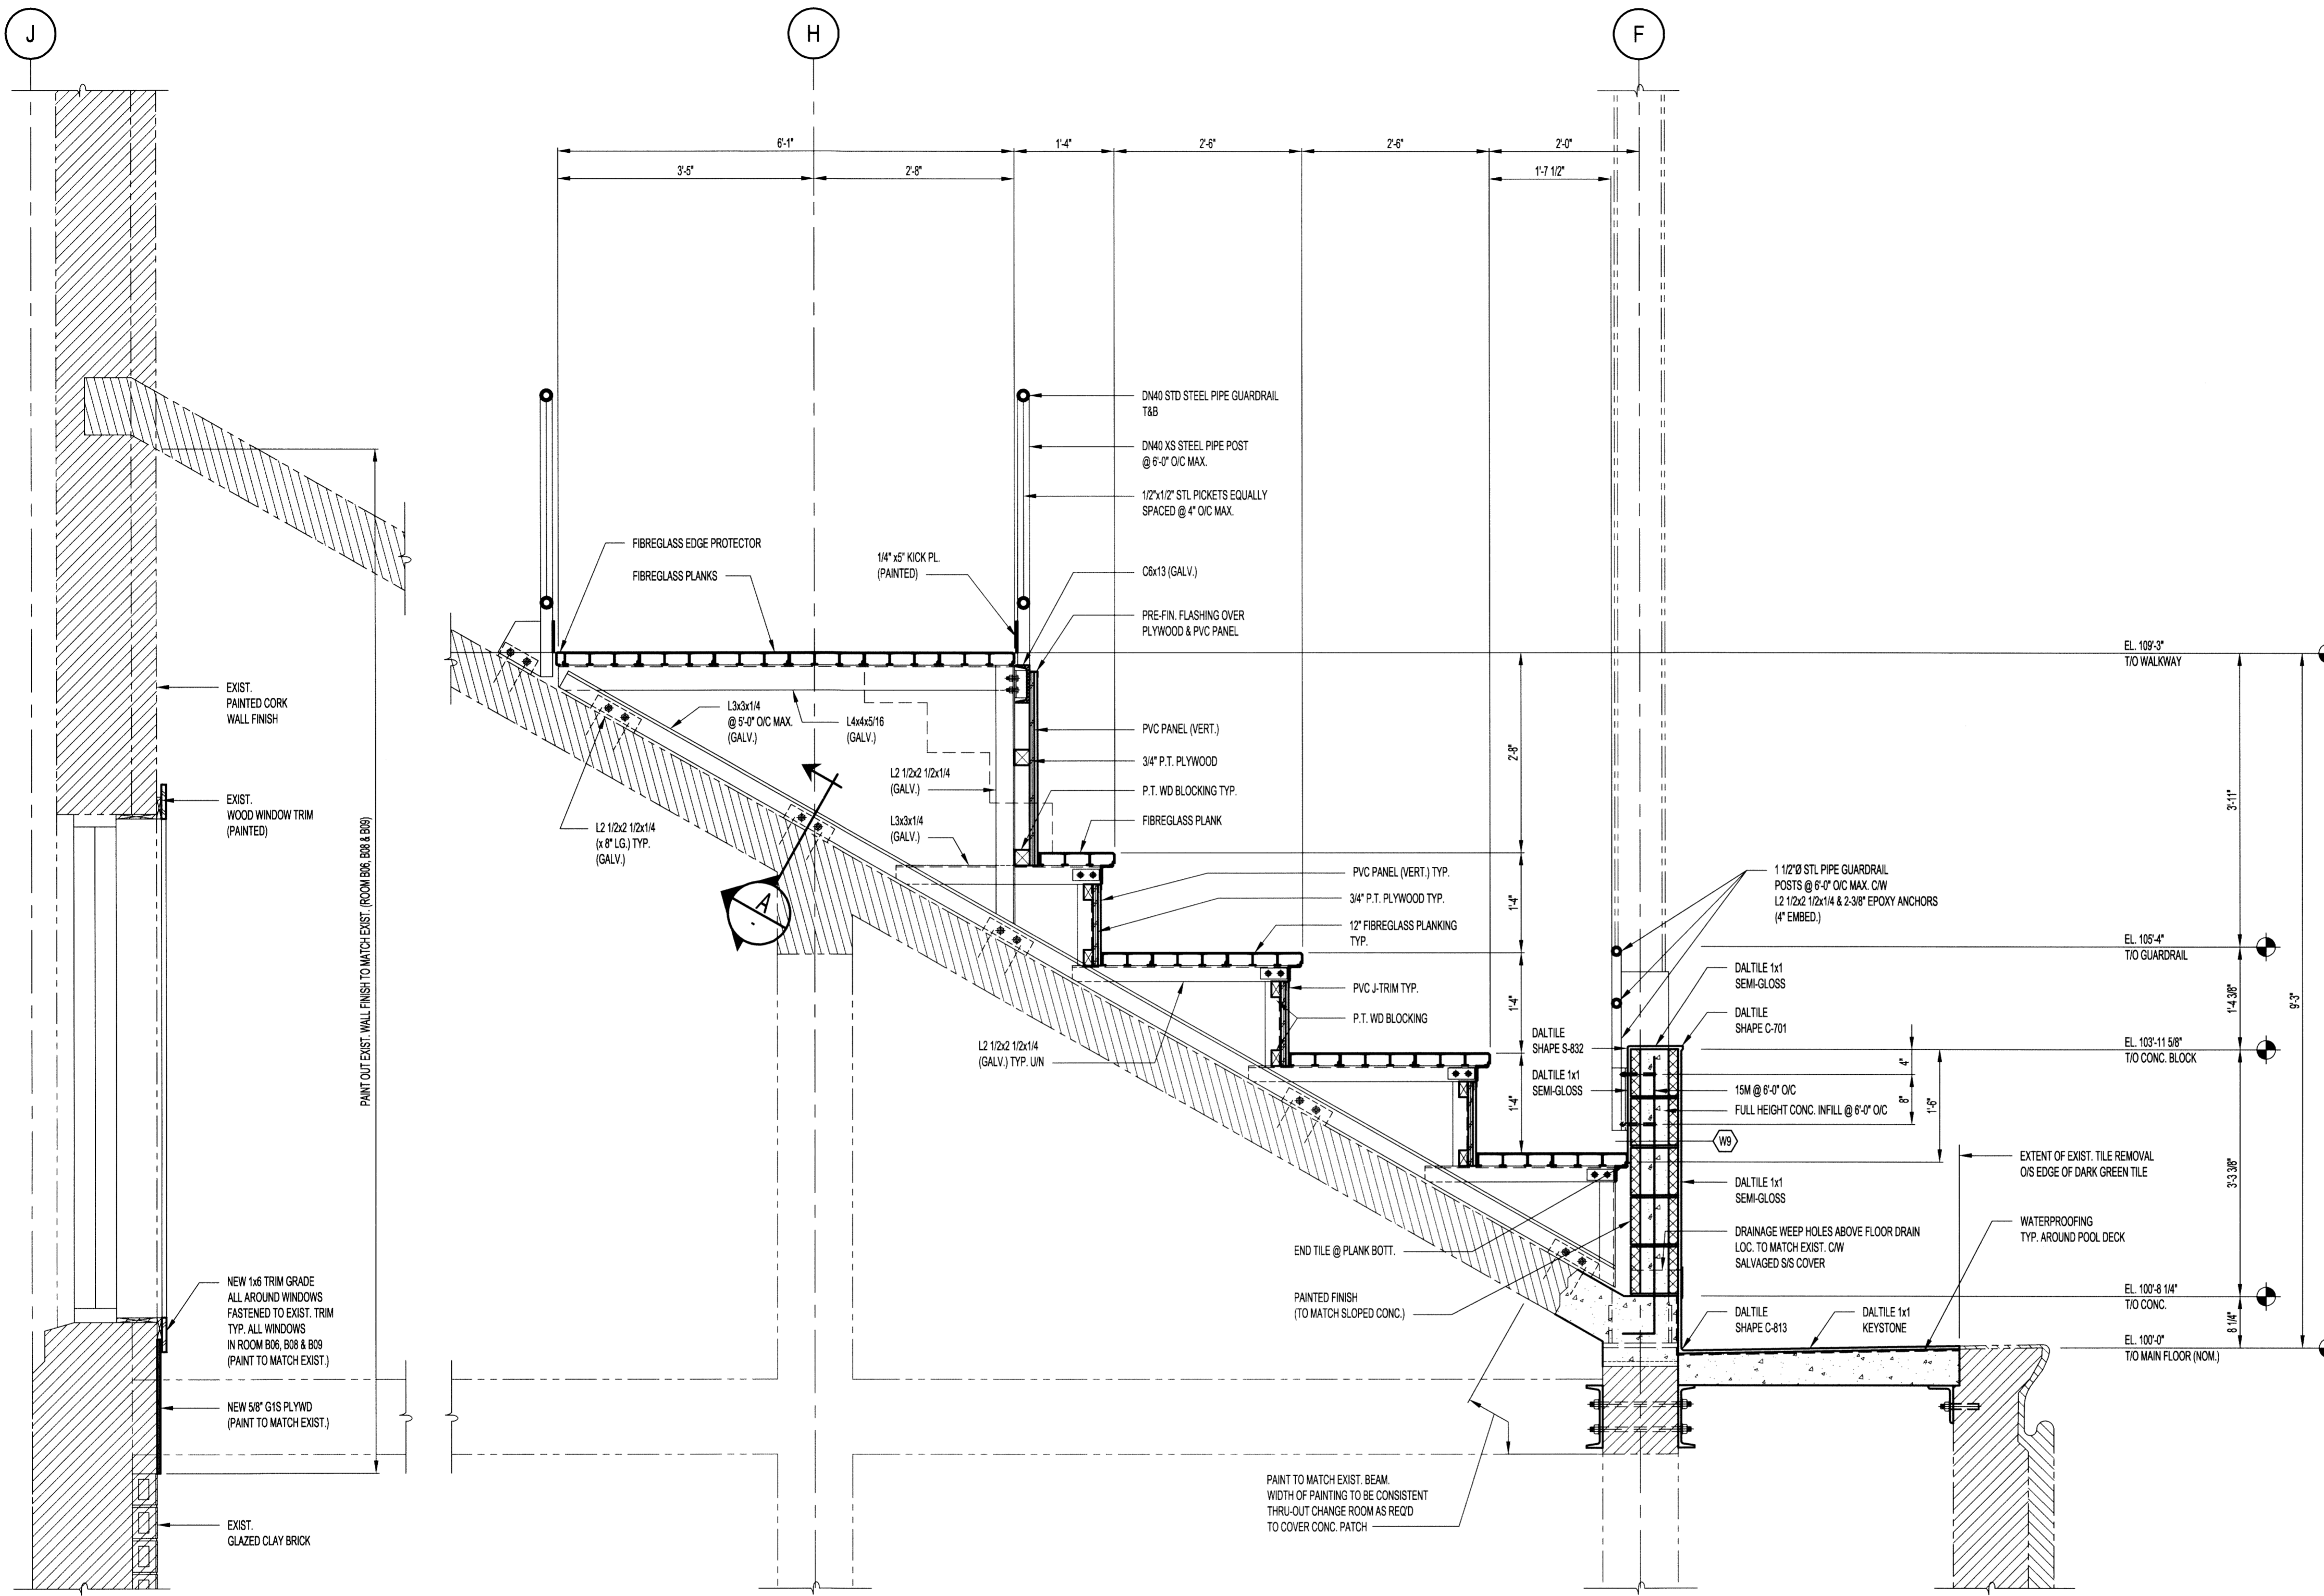 J
H
F
6'-1"
1'-4"
2'-6"
2'-6"
2'-0"
3'-5"
2'-8"
1'-7 1/2"
DN40 STD STEEL PIPE GUARDRAIL
T&B
DN40 XS STEEL PIPE POST
@ 6'-0" O/C MAX.
1/2"x1/2" STL PICKETS EQUALLY
SPACED @ 4" O/C MAX.
FIBREGLASS EDGE PROTECTOR
FIBREGLASS PLANKS
1/4" x5" KICK PL.
(PAINTED)
C6x13 (GALV.)
PRE-FIN. FLASHING OVER
PLYWOOD & PVC PANEL
EXIST.
PAINTED CORK
WALL FINISH
L3x3x1/4
@ 5'-0" O/C MAX.
(GALV.)
L4x4x5/16
(GALV.)
PVC PANEL (VERT.)
3/4" P.T. PLYWOOD
L2 1/2x2 1/2x1/4
(GALV.)
P.T. WD BLOCKING TYP.
L3x3x1/4
(GALV.)
FIBREGLASS PLANK
EXIST.
WOOD WINDOW TRIM
(PAINTED)
L2 1/2x2 1/2x1/4
(x 8" LG.) TYP.
(GALV.)
A
-
PAINT OUT EXIST. WALL FINISH TO MATCH EXIST. (ROOM B06, B08 & B09)
PVC PANEL (VERT.) TYP.
3/4" P.T. PLYWOOD TYP.
12" FIBREGLASS PLANKING
TYP.
PVC J-TRIM TYP.
P.T. WD BLOCKING
L2 1/2x2 1/2x1/4
(GALV.) TYP. U/N
2'-8"
1'-4"
1'-4"
1'-4"
1 1/2"Ø STL PIPE GUARDRAIL
POSTS @ 6'-0" O/C MAX. C/W
L2 1/2x2 1/2x1/4 & 2-3/8" EPOXY ANCHORS
(4" EMBED.)
DALTILE 1x1
SEMI-GLOSS
DALTILE
SHAPE C-701
DALTILE
SHAPE S-832
DALTILE 1x1
SEMI-GLOSS
15M @ 6'-0" O/C
FULL HEIGHT CONC. INFILL @ 6'-0" O/C
W9
4"
8"
1'-6"
DALTILE 1x1
SEMI-GLOSS
EXTENT OF EXIST. TILE REMOVAL
O/S EDGE OF DARK GREEN TILE
DRAINAGE WEEP HOLES ABOVE FLOOR DRAIN
LOC. TO MATCH EXIST. C/W
SALVAGED S/S COVER
WATERPROOFING
TYP. AROUND POOL DECK
END TILE @ PLANK BOTT.
PAINTED FINISH
(TO MATCH SLOPED CONC.)
DALTILE
SHAPE C-813
DALTILE 1x1
KEYSTONE
EL. 109'-3"
T/O WALKWAY
EL. 105'-4"
T/O GUARDRAIL
EL. 103'-11 5/8"
T/O CONC. BLOCK
EL. 100'-8 1/4"
T/O CONC.
EL. 100'-0"
T/O MAIN FLOOR (NOM.)
3'-11"
1'-4 3/8"
3'-3 3/8"
8 1/4"
9'-3"
NEW 1x6 TRIM GRADE
ALL AROUND WINDOWS
FASTENED TO EXIST. TRIM
TYP. ALL WINDOWS
IN ROOM B06, B08 & B09
(PAINT TO MATCH EXIST.)
NEW 5/8" G1S PLYWD
(PAINT TO MATCH EXIST.)
EXIST.
GLAZED CLAY BRICK
PAINT TO MATCH EXIST. BEAM.
WIDTH OF PAINTING TO BE CONSISTENT
THRU-OUT CHANGE ROOM AS REQ'D
TO COVER CONC. PATCH